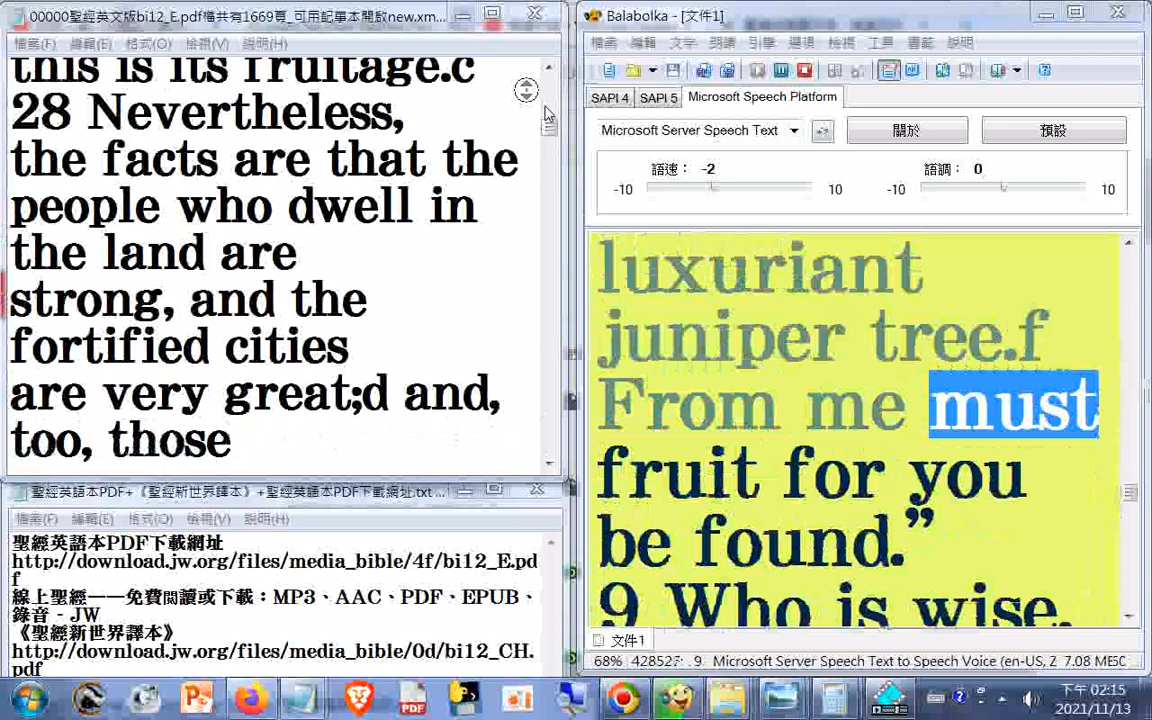 00000聖經英文版bi12_E.pdf檔共有1669頁_可用記事本開啟new.xm...
檔案(F) 編輯(E) 格式(O) 檢視(V) 說明(H)
this is its fruitage.c
28 Nevertheless,
the facts are that the
people who dwell in
the land are
strong, and the
fortified cities
are very great;d and,
too, those
聖經英語本PDF+《聖經新世界譯本》+聖經英語本PDF下載網址.txt ...
檔案(F) 編輯(E) 格式(O) 檢視(V) 說明(H)
聖經英語本PDF下載網址
http://download.jw.org/files/media_bible/4f/bi12_E.pd
f
線上聖經——免費閱讀或下載：MP3、AAC、PDF、EPUB、
錄音 - JW
《聖經新世界譯本》
http://download.jw.org/files/media_bible/0d/bi12_CH.
pdf
Balabolka - [文件1]
檔案 編輯 文字 朗讀 引擎 選項 檢視 工具 書籤 說明
SAPI 4 SAPI 5 Microsoft Speech Platform
Microsoft Server Speech Text 關於 預設
語速： -2 語調： 0
-10 10 -10 10
luxuriant
juniper tree.f
From me must
fruit for you
be found.”
9 Who is wise,
文件1
68% Microsoft Server Speech Text to Speech Voice (en-US, Z 7.08
下午 02:15
2021/11/13